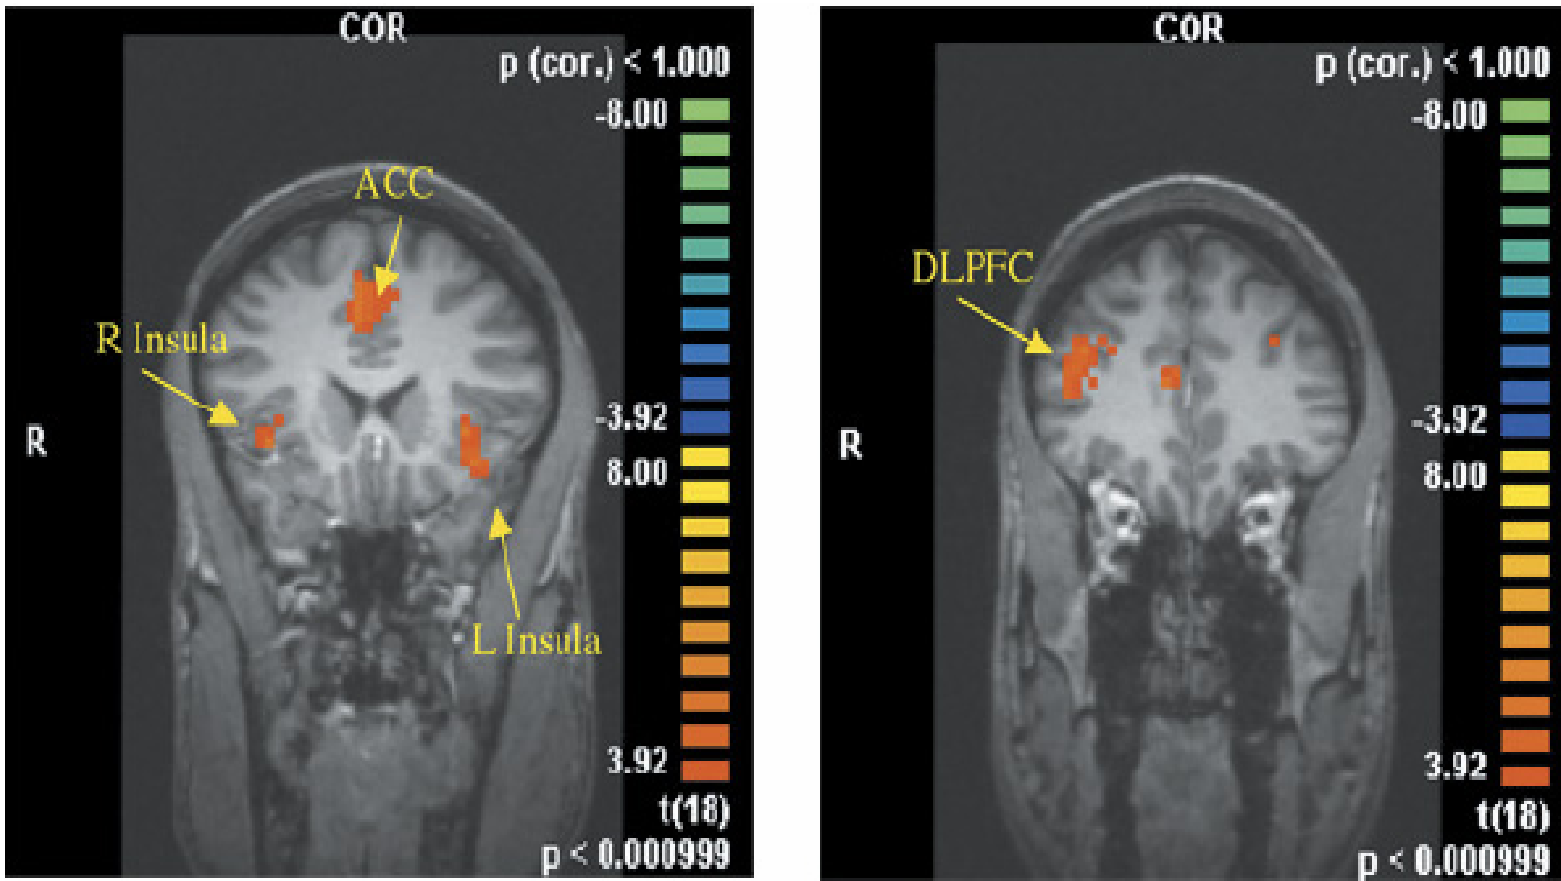 COR
p (cor.) < 1.000
-8.00
ACC
R Insula
R
-3.92
8.00
L Insula
3.92
t(18)
p < 0.000999
COR
p (cor.) < 1.000
-8.00
DLPFC
R
-3.92
8.00
3.92
t(18)
p < 0.000999